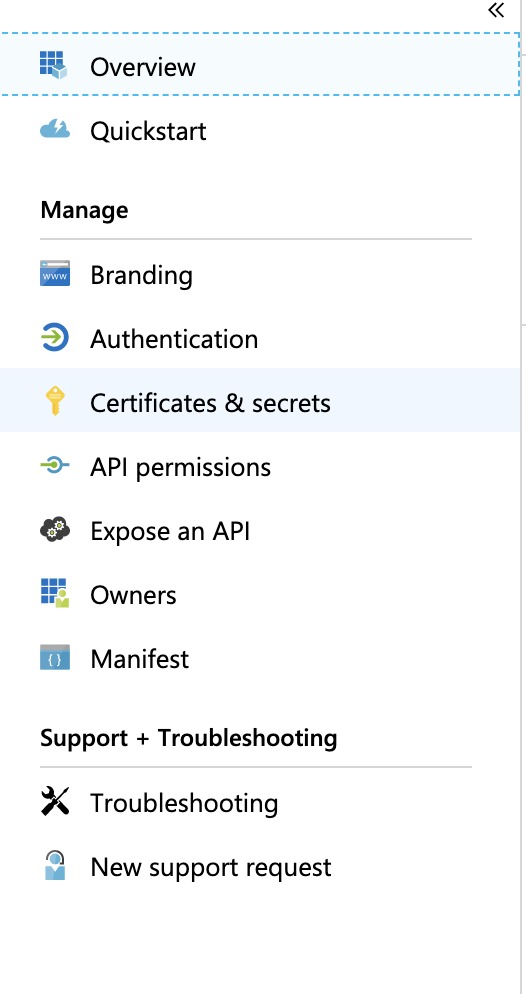 «
Overview
Quickstart
Manage
www
Branding
Authentication
Certificates & secrets
API permissions
Expose an API
Owners
{ }
Manifest
Support + Troubleshooting
Troubleshooting
New support request